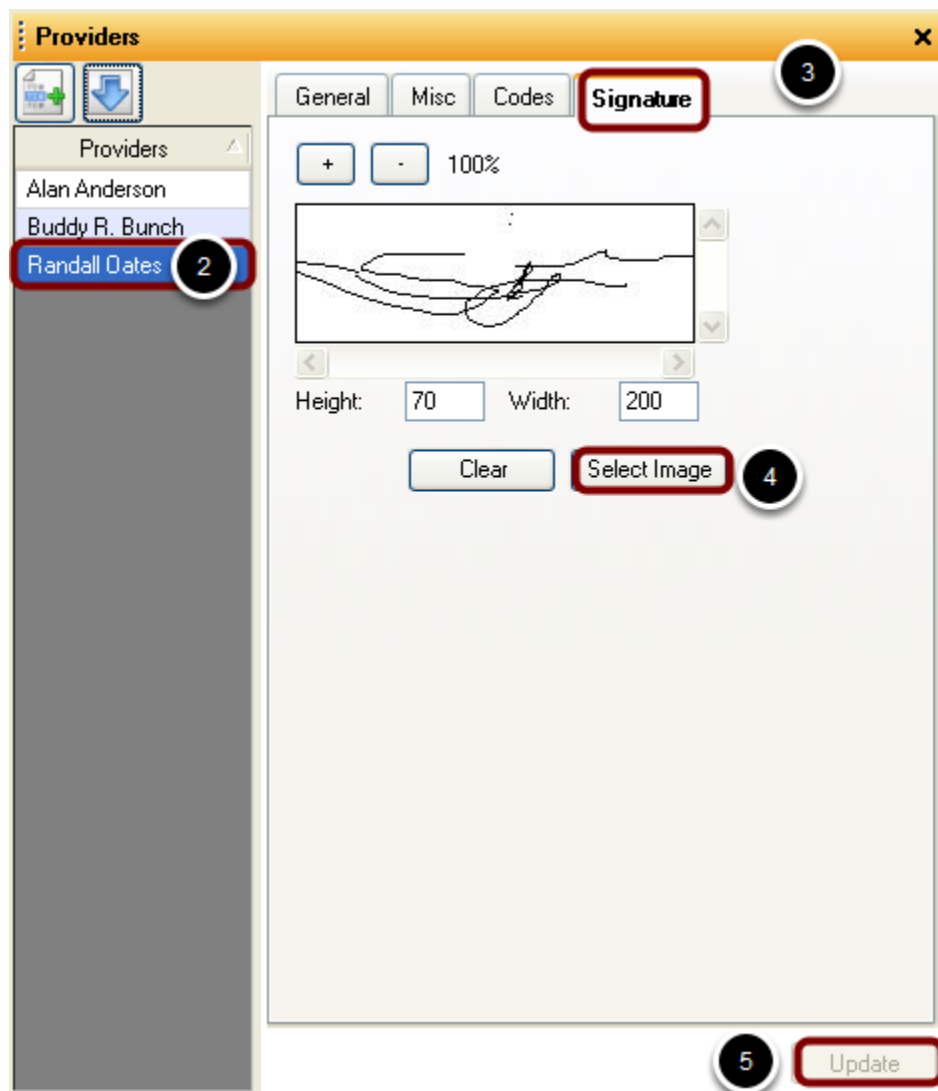 Providers
3
General Misc Codes Signature
Providers
+ - 100%
Alan Anderson
Buddy R. Bunch
Randall Oates 2
Height: 70 Width: 200
Clear Select Image 4
5 Update